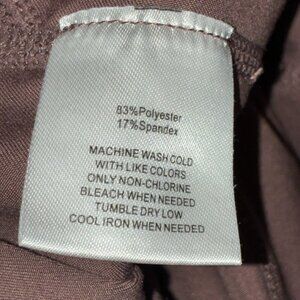 83%Polyester
17%Spandex
MACHINE WASH COLD
WITH LIKE COLORS
ONLY NON-CHLORINE
BLEACH WHEN NEEDED
TUMBLE DRY LOW
COOL IRON WHEN NEEDED